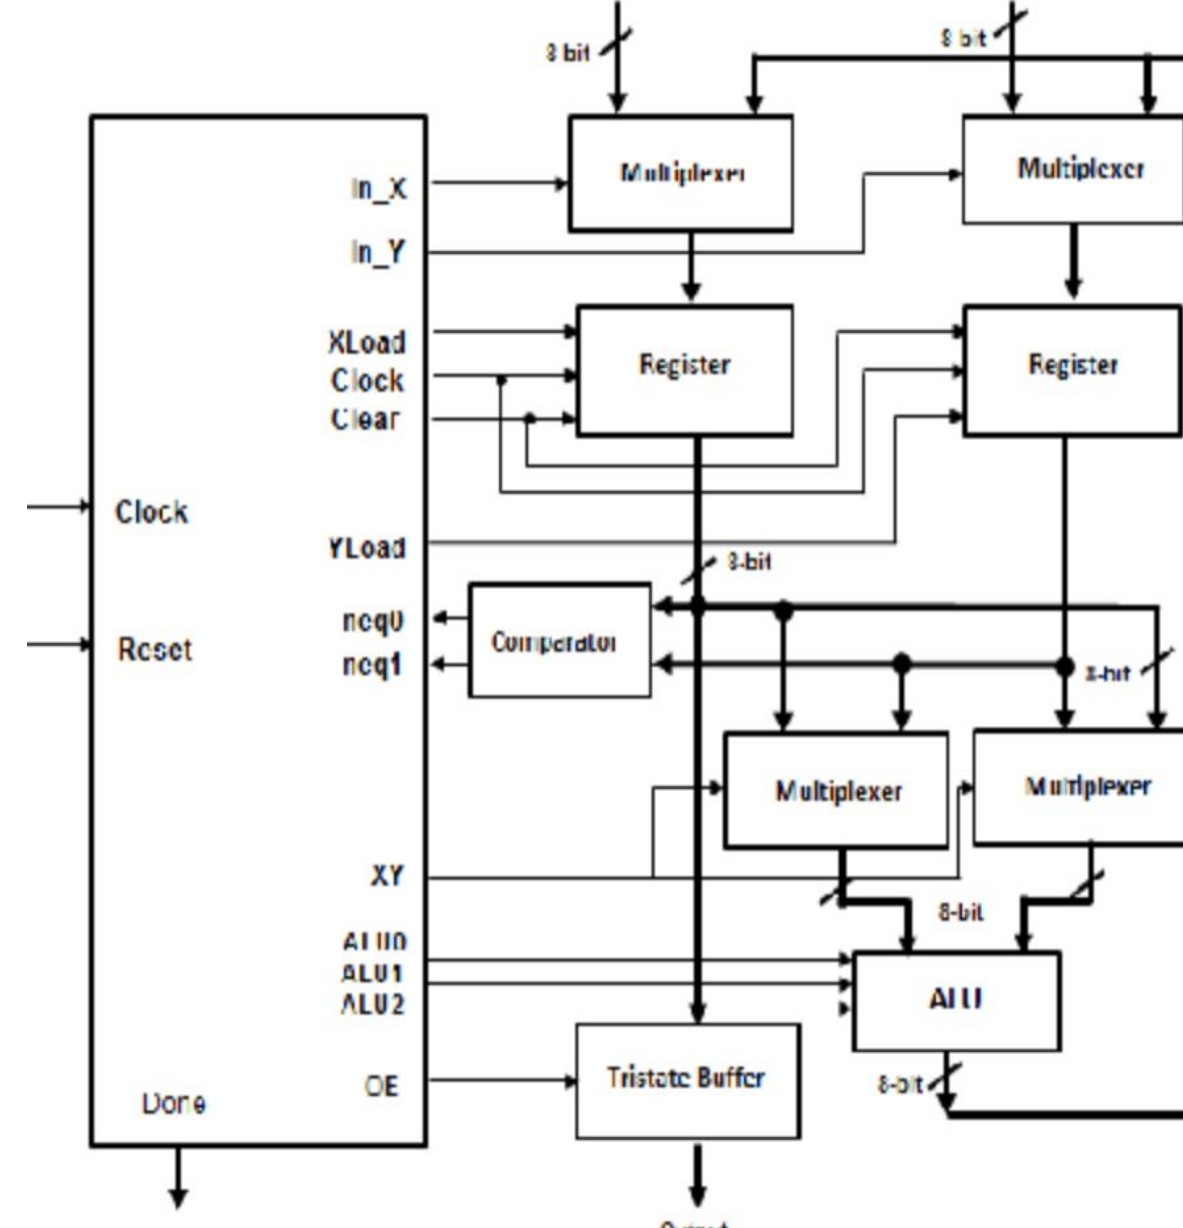 8 bit
8 bit
In_X
Multiplexer
Multiplexer
In_Y
XLoad
Clock
Clear
Register
Register
Clock
YLoad
8-bit
neq0
neq1
Comparator
Reset
8-bit
Multiplexer
Multiplexer
XY
8-bit
ALU0
ALU1
ALU2
ALU
OE
Tristate Buffer
8-bit
Done